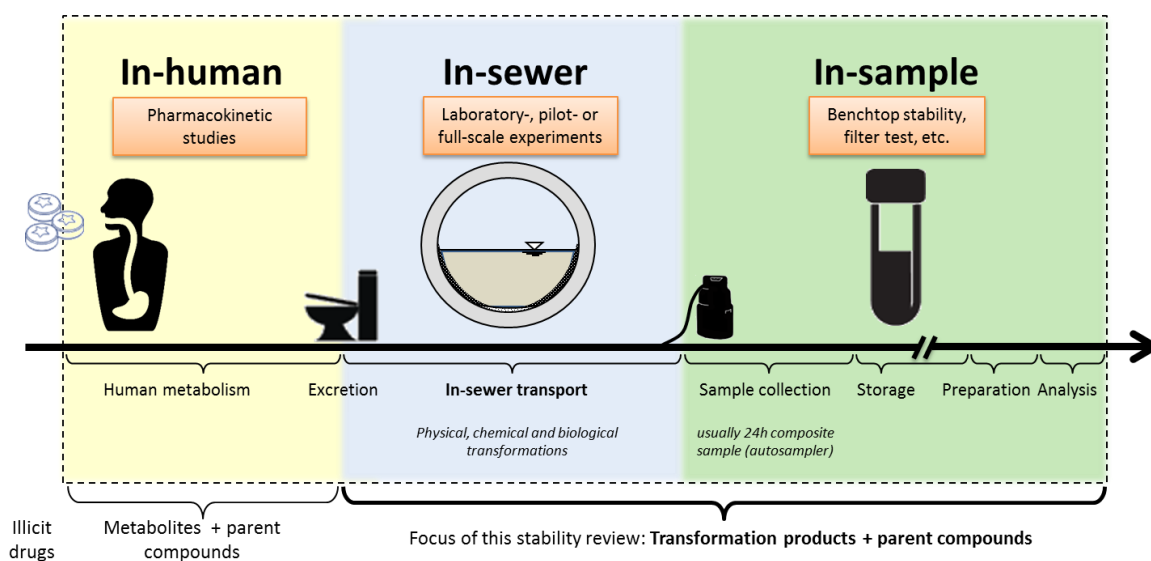 In-human
In-sewer
In-sample
Pharmacokinetic
studies
Laboratory-, pilot- or
full-scale experiments
Benchtop stability,
filter test, etc.
Human metabolism
Excretion
In-sewer transport
Sample collection
Storage
Preparation
Analysis
Physical, chemical and biological
transformations
usually 24h composite
sample (autosampler)
Illicit
drugs
Metabolites + parent
compounds
Focus of this stability review: Transformation products + parent compounds